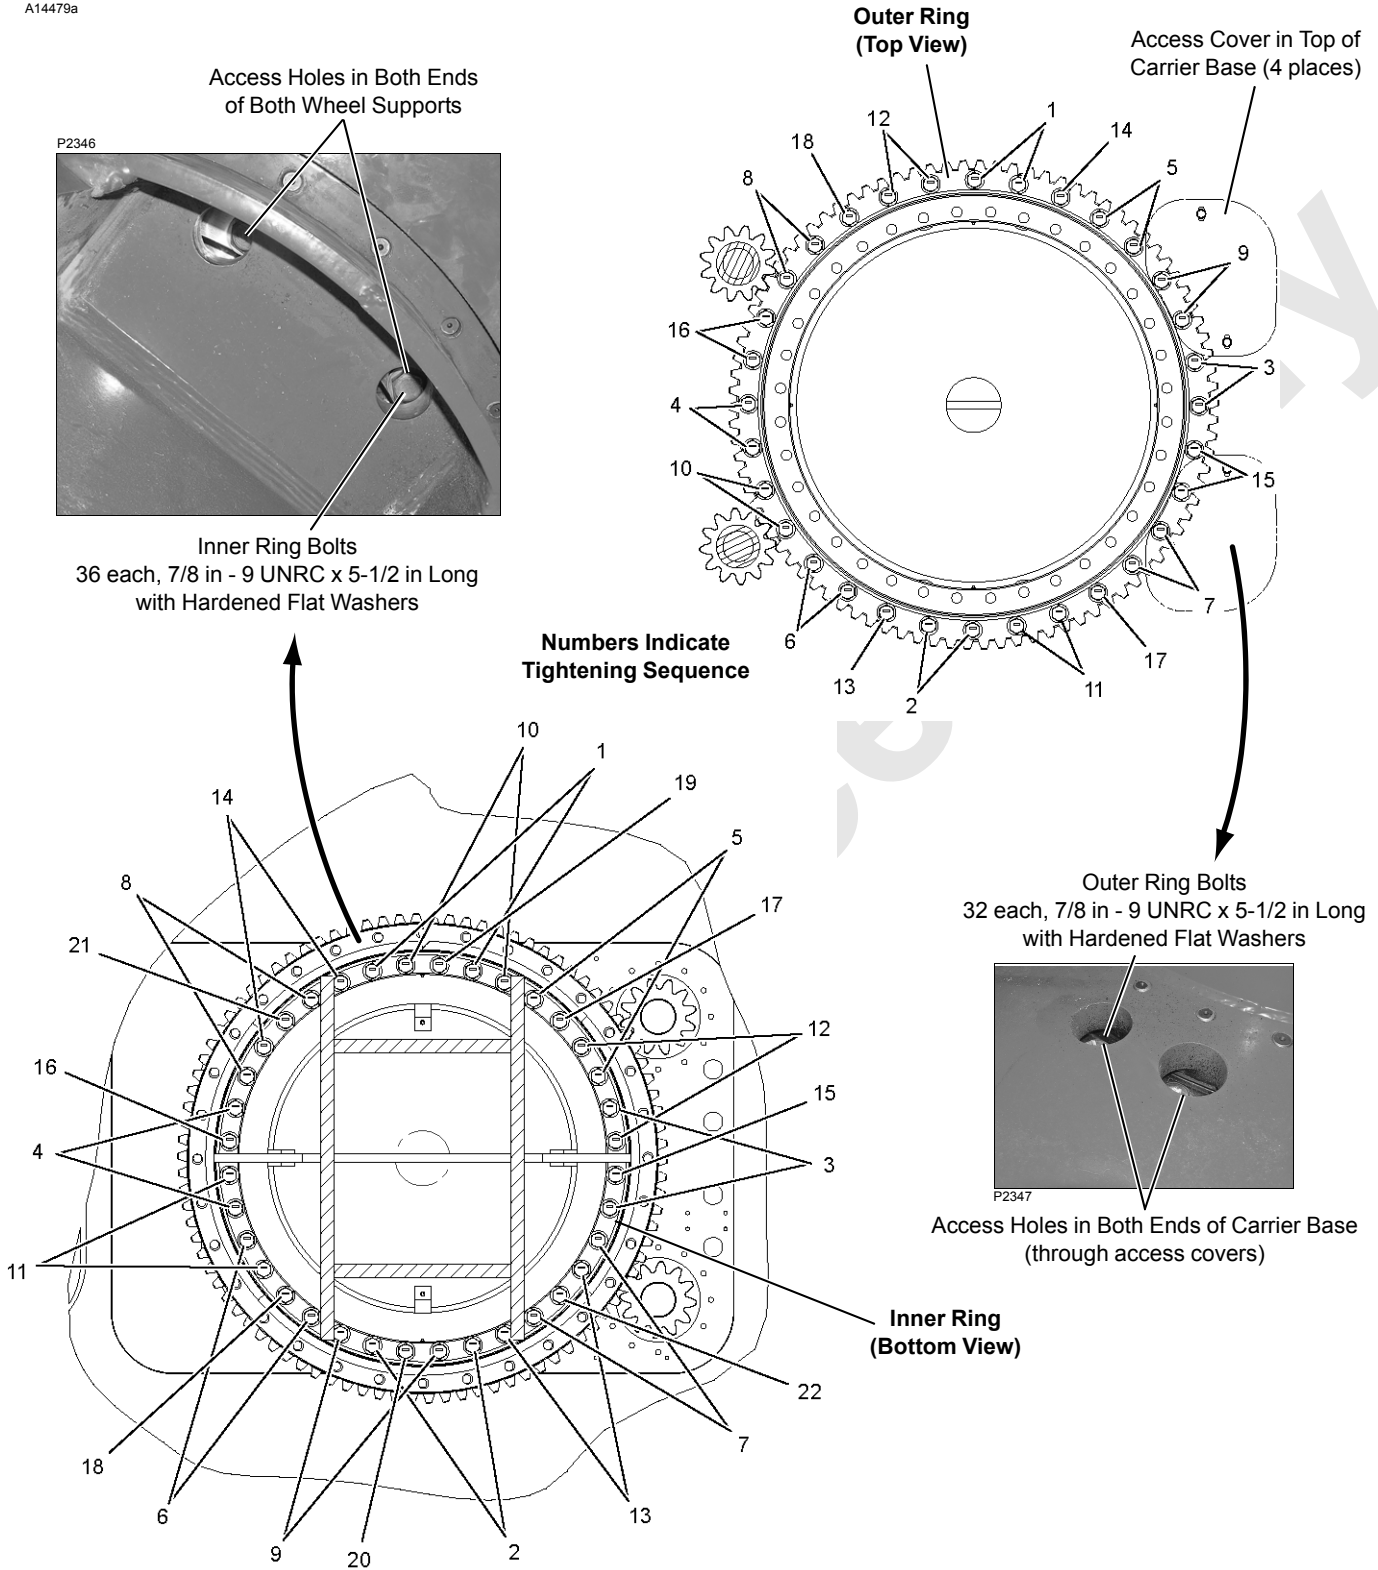 A14479a
Outer Ring
(Top View)
Access Cover in Top of
Carrier Base (4 places)
Access Holes in Both Ends
of Both Wheel Supports
P2346
12
1
14
18
5
8
9
16
3
4
10
15
7
6
17
13
11
2
Inner Ring Bolts
36 each, 7/8 in - 9 UNRC x 5-1/2 in Long
with Hardened Flat Washers
Numbers Indicate
Tightening Sequence
10
1
19
14
5
8
17
21
12
16
15
4
3
11
22
7
18
13
6
9
20
2
Outer Ring Bolts
32 each, 7/8 in - 9 UNRC x 5-1/2 in Long
with Hardened Flat Washers
P2347
Access Holes in Both Ends of Carrier Base
(through access covers)
Inner Ring
(Bottom View)